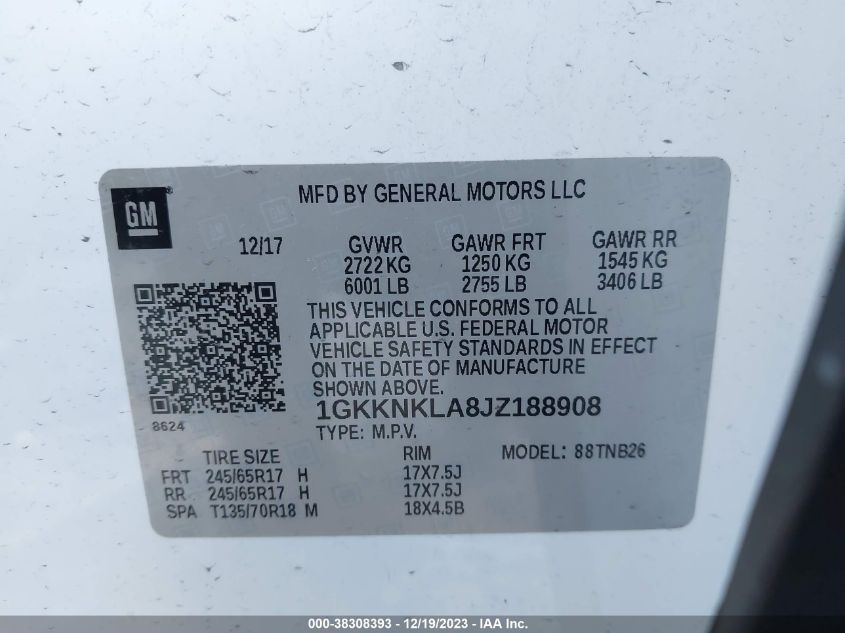 GM
MFD BY GENERAL MOTORS LLC
12/17 GVWR GAWR FRT GAWR RR
2722 KG 1250 KG 1545 KG
6001 LB 2755 LB 3406 LB
THIS VEHICLE CONFORMS TO ALL
APPLICABLE U.S. FEDERAL MOTOR
VEHICLE SAFETY STANDARDS IN EFFECT
ON THE DATE OF MANUFACTURE
SHOWN ABOVE.
1GKKNKLA8JZ188908
8624
TYPE: M.P.V.
TIRE SIZE RIM MODEL: 88TNB26
FRT 245/65R17 H 17X7.5J
RR 245/65R17 H 17X7.5J
SPA T135/70R18 M 18X4.5B
000-38308393 - 12/19/2023 - IAA Inc.